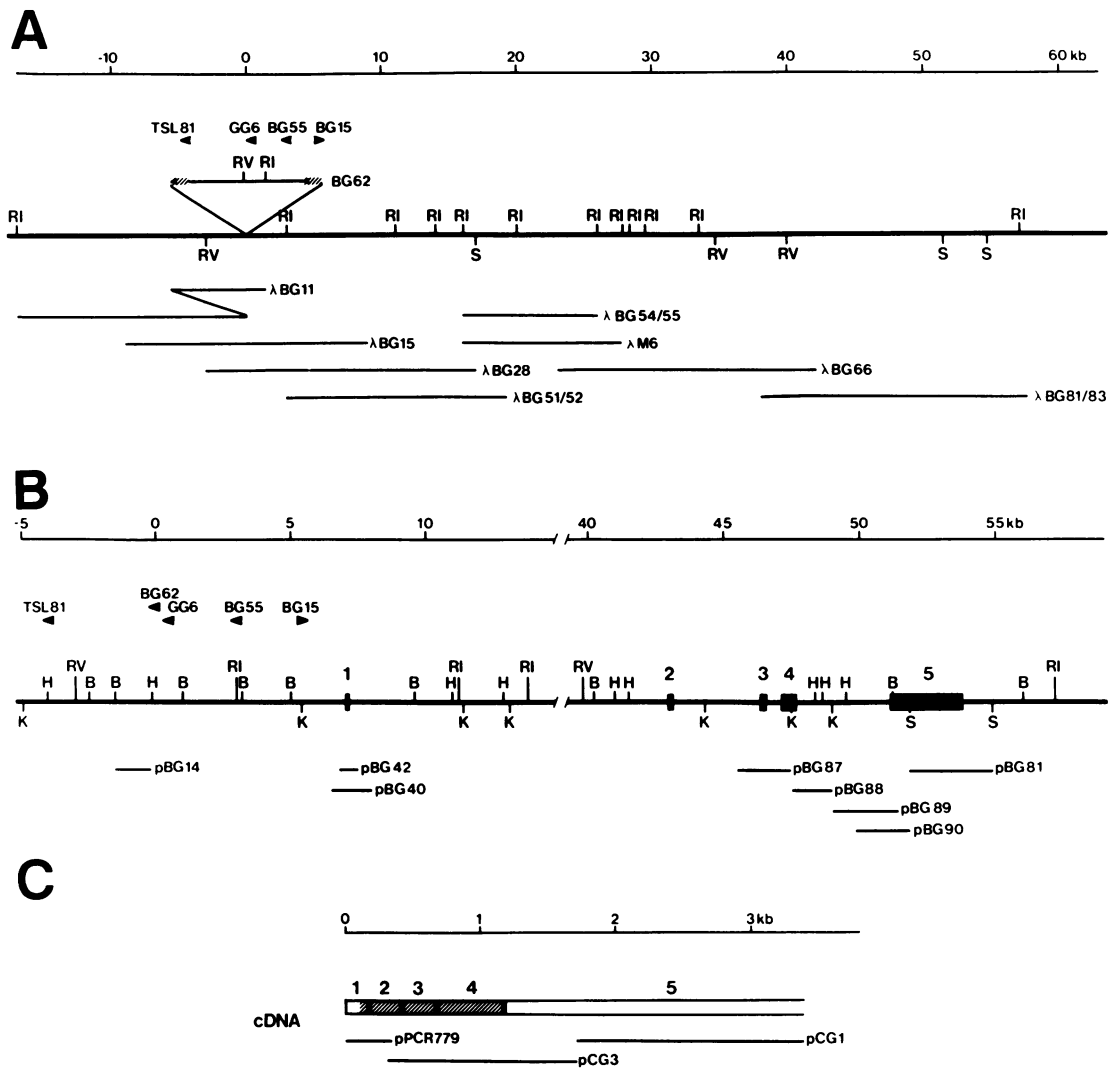 A
-10 0 10 20 30 40 50 60 kb
TSL81 GG6 BG55 BG15
RV RI
BG62
RI RI RI RI RI RI RI RI RI RI RI RI
RV S RV RV S S
λBG11
λBG54/55
λBG15 λM6
λBG28 λBG66
λBG51/52 λBG81/83
B
-5 0 5 10 40 45 50 55kb
BG62
TSL81 GG6 BG55 BG15
H RV B B H B RI B B 1 B H RI H RI RV B H H 2 3 4 H H H B 5 B RI
K K K K K K K S S
pBG14 pBG42 pBG87 pBG81
pBG40 pBG88
pBG89
pBG90
C
0 1 2 3kb
1 2 3 4 5
cDNA
pPCR779 pCG1
pCG3